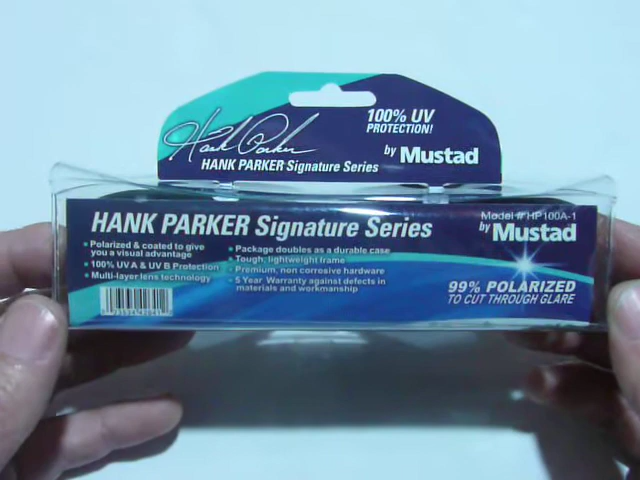 Hank Parker
100% UV
PROTECTION!
by Mustad
HANK PARKER Signature Series
HANK PARKER Signature Series
Model # HP100A-1
by Mustad
• Polarized & coated to give
you a visual advantage
• 100% UV A & UV B Protection
• Multi-layer lens technology
• Package doubles as a durable case
• Tough, lightweight frame
• Premium, non corrosive hardware
• 5 Year Warranty against defects in
materials and workmanship
99% POLARIZED
TO CUT THROUGH GLARE